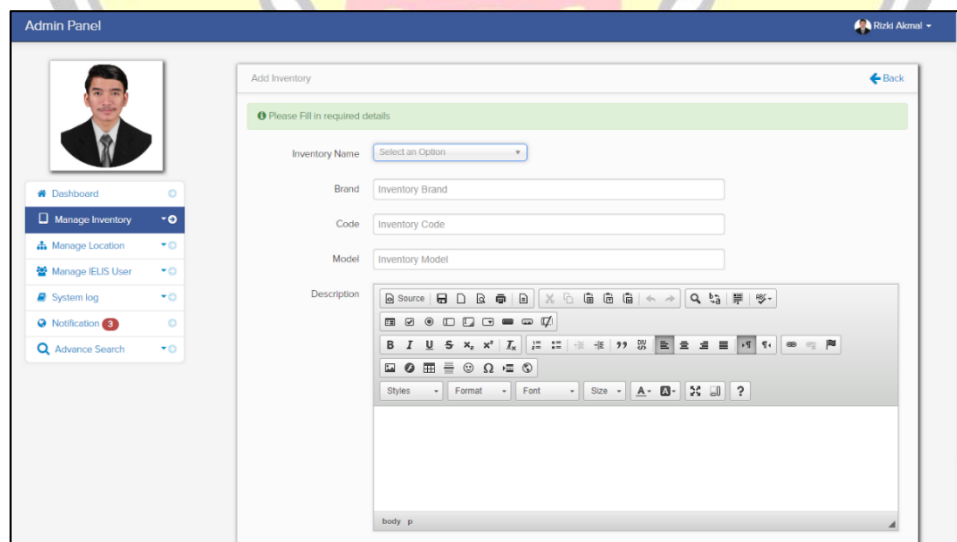 Admin Panel
Rizki Akmal
Add Inventory
Back
Please Fill in required details
Inventory Name
Select an Option
Brand
Inventory Brand
Code
Inventory Code
Model
Inventory Model
Description
Source
B I U S x₂ x² Iₓ
Styles Format Font Size A A ?
body p
Dashboard
Manage Inventory
Manage Location
Manage IELIS User
System log
Notification 3
Advance Search